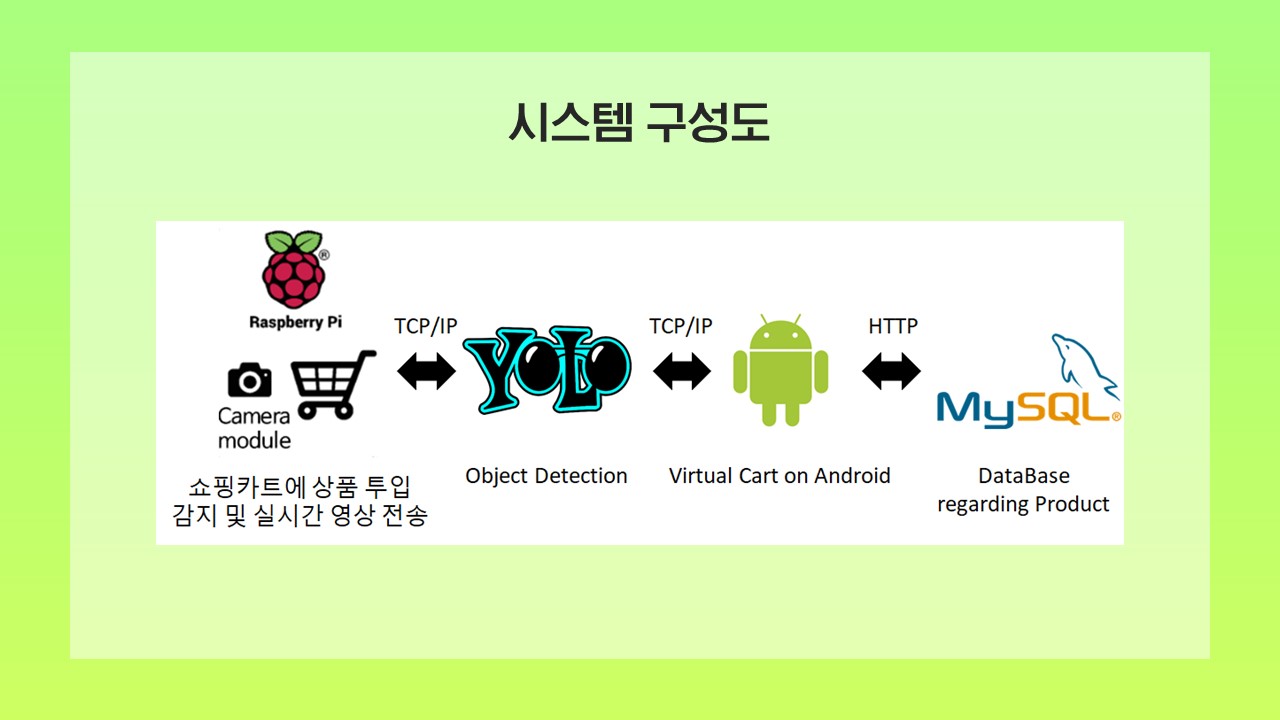 시스템 구성도
Raspberry Pi
®
Camera
module
쇼핑카트에 상품 투입
감지 및 실시간 영상 전송
TCP/IP
YOLO
Object Detection
TCP/IP
Virtual Cart on Android
HTTP
MySQL®
DataBase
regarding Product